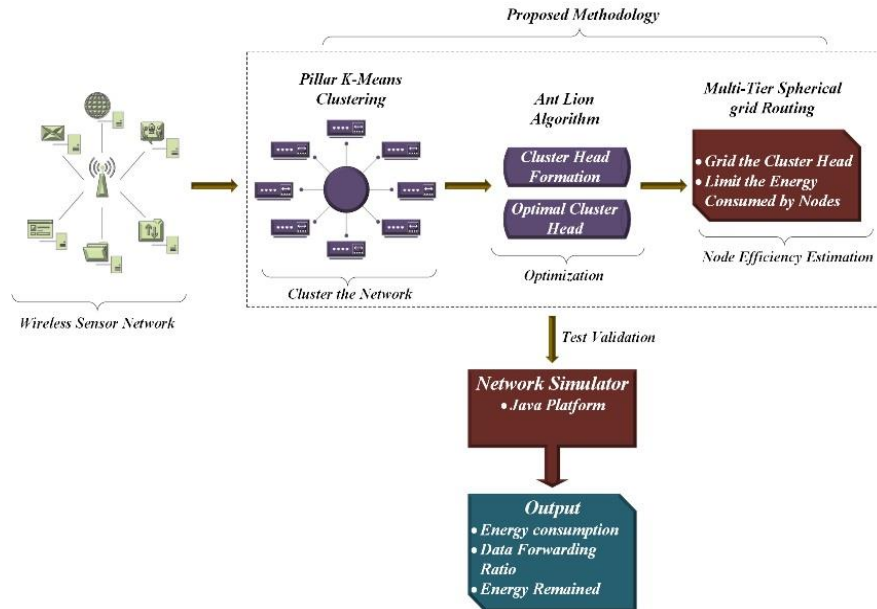 Proposed Methodology
Pillar K-Means
Clustering
Ant Lion
Algorithm
Multi-Tier Spherical
grid Routing
Cluster Head
Formation
Optimal Cluster
Head
• Grid the Cluster Head
• Limit the Energy
Consumed by Nodes
Wireless Sensor Network
Cluster the Network
Optimization
Node Efficiency Estimation
Test Validation
Network Simulator
• Java Platform
Output
• Energy consumption
• Data Forwarding
Ratio
• Energy Remained